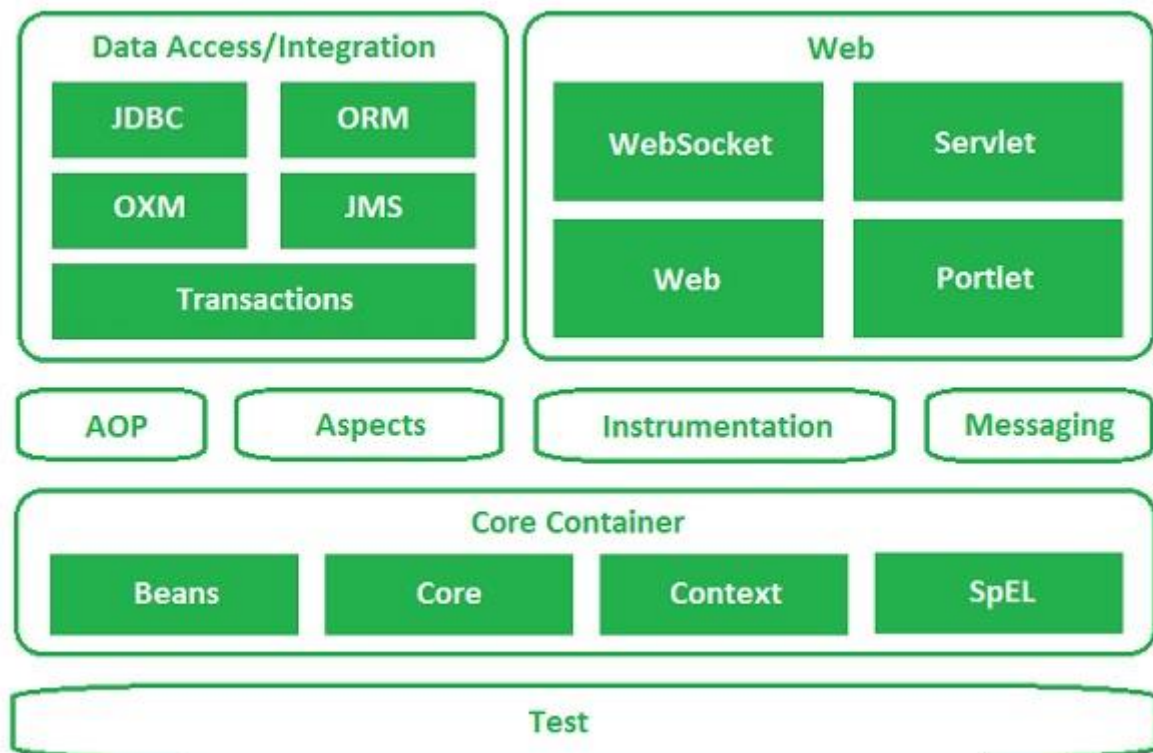 Data Access/Integration
JDBC
ORM
OXM
JMS
Transactions
Web
WebSocket
Servlet
Web
Portlet
AOP
Aspects
Instrumentation
Messaging
Core Container
Beans
Core
Context
SpEL
Test